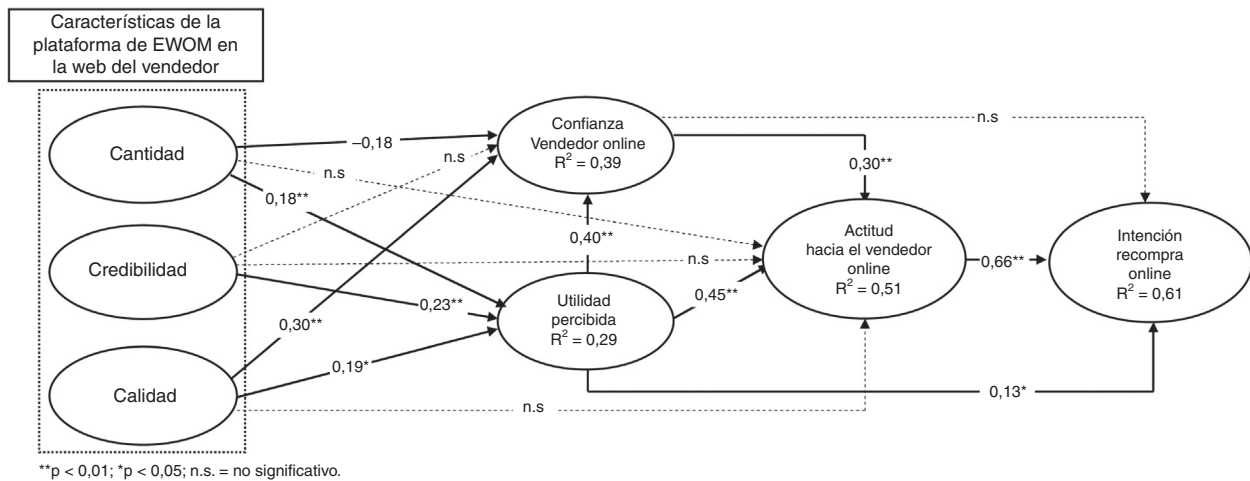 Características de la
plataforma de EWOM en
la web del vendedor
Cantidad
Credibilidad
Calidad
–0,18
n.s
n.s
0,18**
0,23**
0,30**
0,19*
n.s
n.s
Confianza
Vendedor online
R² = 0,39
0,40**
Utilidad
percibida
R² = 0,29
0,45**
n.s
0,30**
Actitud
hacia el vendedor
online
R² = 0,51
0,66**
0,13*
Intención
recompra
online
R² = 0,61
**p < 0,01; *p < 0,05; n.s. = no significativo.